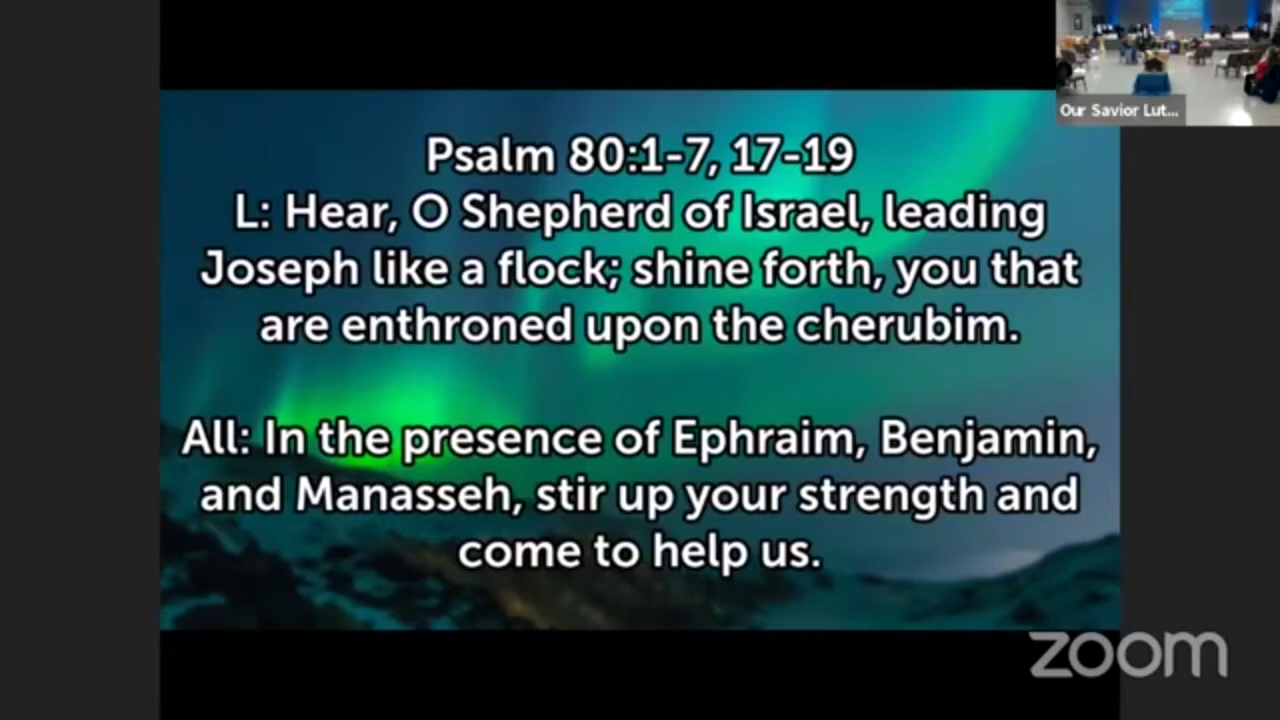 Psalm 80:1-7, 17-19
L: Hear, O Shepherd of Israel, leading
Joseph like a flock; shine forth, you that
are enthroned upon the cherubim.
All: In the presence of Ephraim, Benjamin,
and Manasseh, stir up your strength and
come to help us.
Our Savior Lut...
zoom